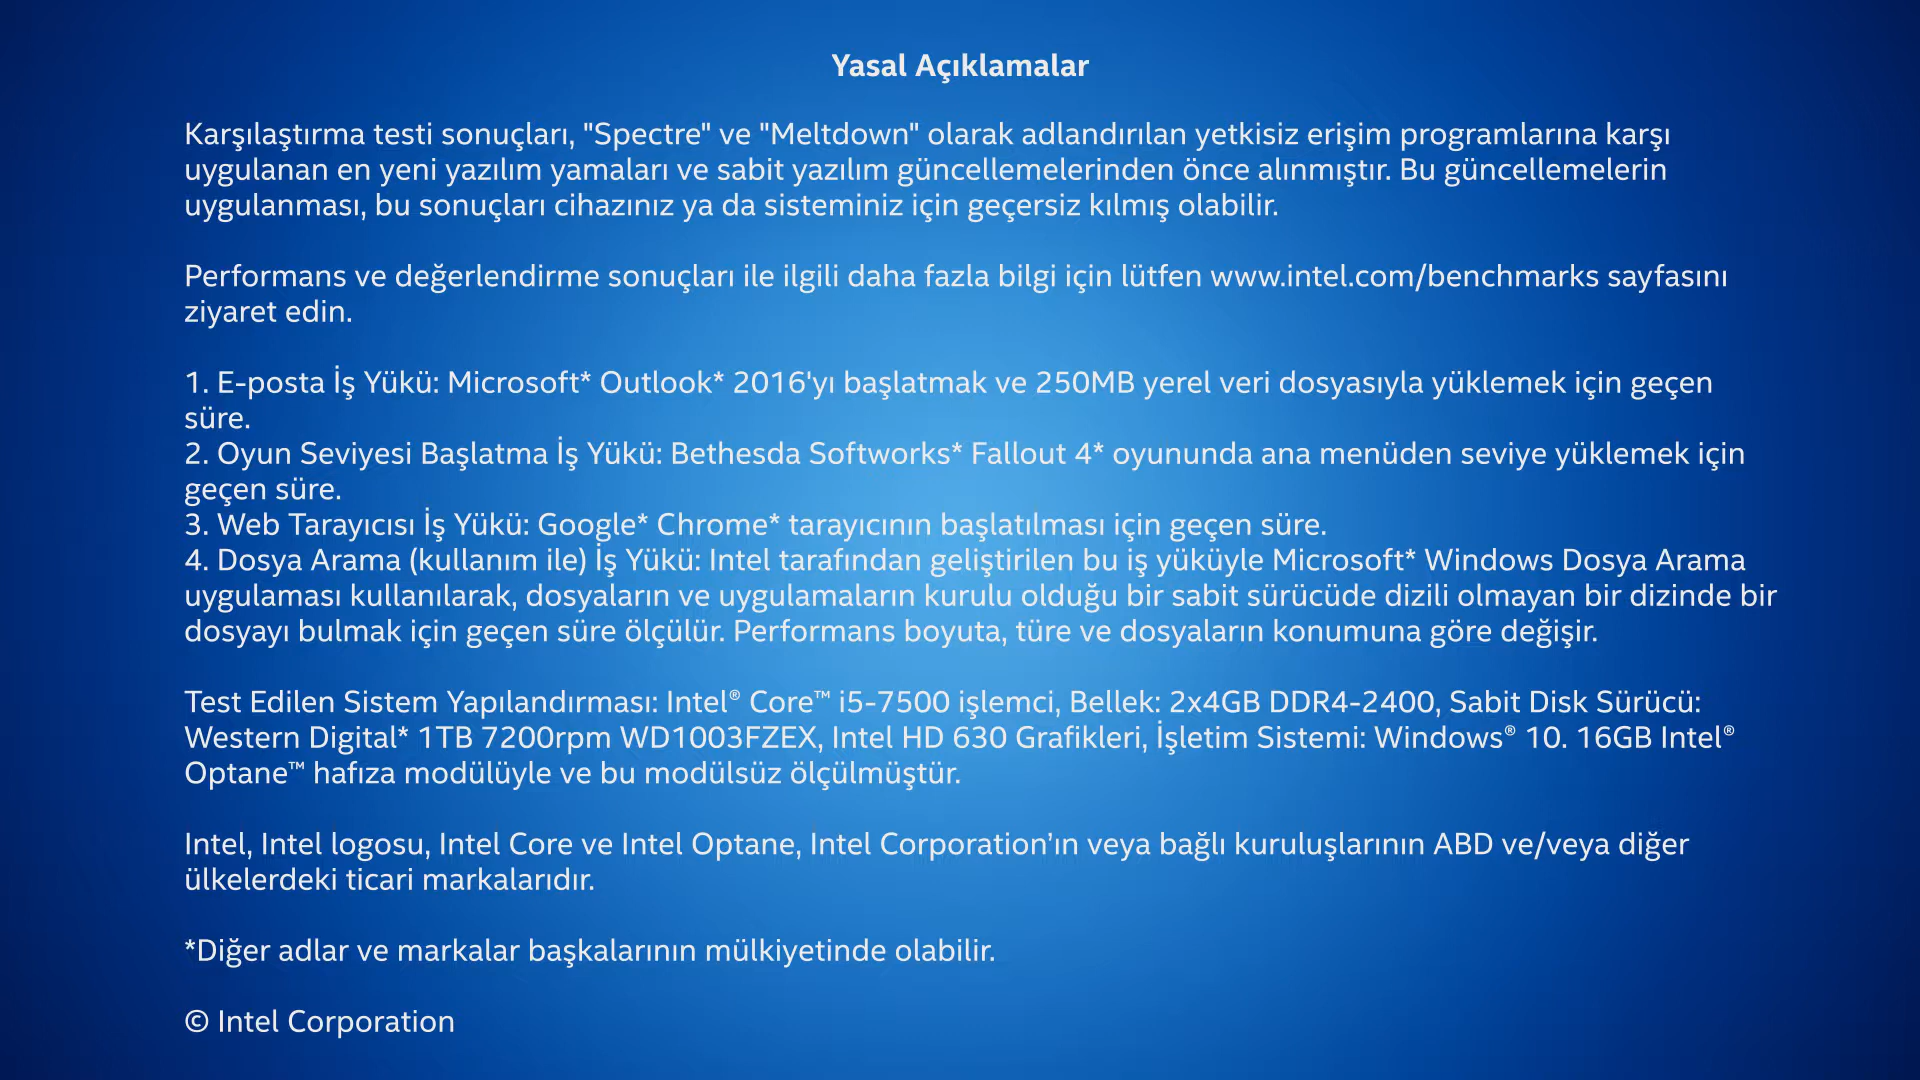 Yasal Açıklamalar
Karşılaştırma testi sonuçları, "Spectre" ve "Meltdown" olarak adlandırılan yetkisiz erişim programlarına karşı
uygulanan en yeni yazılım yamaları ve sabit yazılım güncellemelerinden önce alınmıştır. Bu güncellemelerin
uygulanması, bu sonuçları cihazınız ya da sisteminiz için geçersiz kılmış olabilir.
Performans ve değerlendirme sonuçları ile ilgili daha fazla bilgi için lütfen www.intel.com/benchmarks sayfasını
ziyaret edin.
1. E-posta İş Yükü: Microsoft* Outlook* 2016'yı başlatmak ve 250MB yerel veri dosyasıyla yüklemek için geçen
süre.
2. Oyun Seviyesi Başlatma İş Yükü: Bethesda Softworks* Fallout 4* oyununda ana menüden seviye yüklemek için
geçen süre.
3. Web Tarayıcısı İş Yükü: Google* Chrome* tarayıcının başlatılması için geçen süre.
4. Dosya Arama (kullanım ile) İş Yükü: Intel tarafından geliştirilen bu iş yüküyle Microsoft* Windows Dosya Arama
uygulaması kullanılarak, dosyaların ve uygulamaların kurulu olduğu bir sabit sürücüde dizili olmayan bir dizinde bir
dosyayı bulmak için geçen süre ölçülür. Performans boyuta, türe ve dosyaların konumuna göre değişir.
Test Edilen Sistem Yapılandırması: Intel® Core™ i5-7500 işlemci, Bellek: 2x4GB DDR4-2400, Sabit Disk Sürücü:
Western Digital* 1TB 7200rpm WD1003FZEX, Intel HD 630 Grafikleri, İşletim Sistemi: Windows® 10. 16GB Intel®
Optane™ hafıza modülüyle ve bu modülsüz ölçülmüştür.
Intel, Intel logosu, Intel Core ve Intel Optane, Intel Corporation’ın veya bağlı kuruluşlarının ABD ve/veya diğer
ülkelerdeki ticari markalarıdır.
*Diğer adlar ve markalar başkalarının mülkiyetinde olabilir.
© Intel Corporation